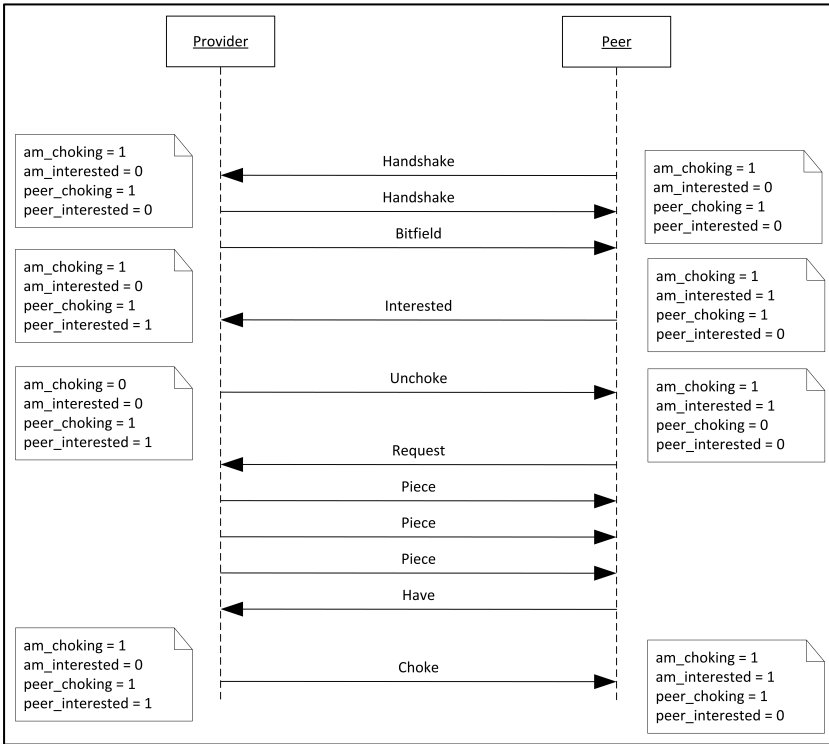 Provider
Peer
am_choking = 1
am_interested = 0
peer_choking = 1
peer_interested = 0
Handshake
Handshake
Bitfield
am_choking = 1
am_interested = 0
peer_choking = 1
peer_interested = 0
am_choking = 1
am_interested = 0
peer_choking = 1
peer_interested = 1
Interested
am_choking = 1
am_interested = 1
peer_choking = 1
peer_interested = 0
am_choking = 0
am_interested = 0
peer_choking = 1
peer_interested = 1
Unchoke
am_choking = 1
am_interested = 1
peer_choking = 0
peer_interested = 0
Request
Piece
Piece
Piece
Have
am_choking = 1
am_interested = 0
peer_choking = 1
peer_interested = 1
Choke
am_choking = 1
am_interested = 1
peer_choking = 1
peer_interested = 0